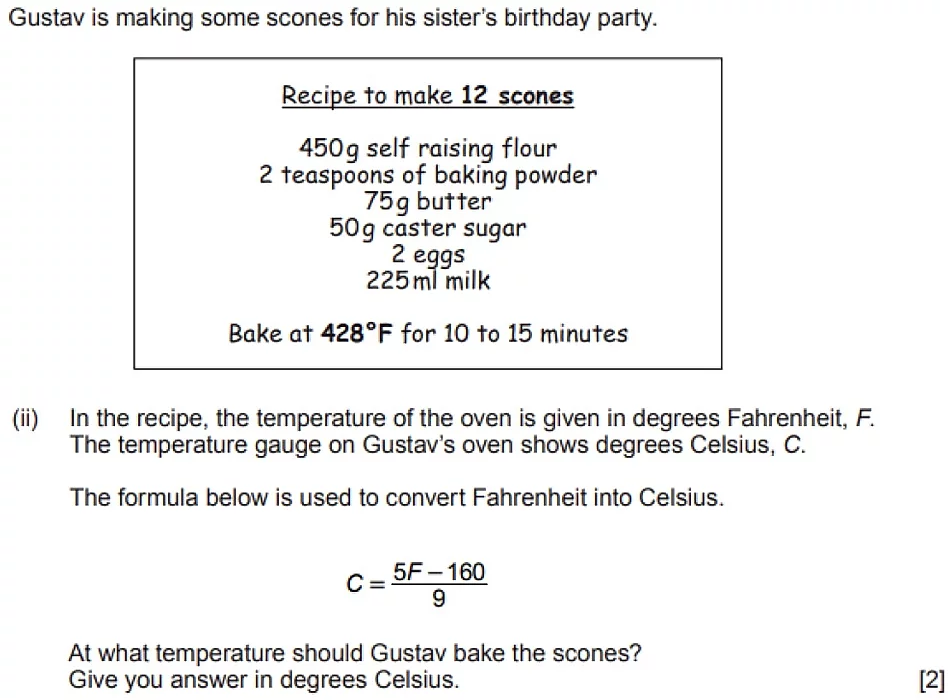 Gustav is making some scones for his sister's birthday party.
Recipe to make 12 scones
450g self raising flour
2 teaspoons of baking powder
75g butter
50g caster sugar
2 eggs
225ml milk
Bake at 428°F for 10 to 15 minutes
(ii) In the recipe, the temperature of the oven is given in degrees Fahrenheit, F.
The temperature gauge on Gustav's oven shows degrees Celsius, C.
The formula below is used to convert Fahrenheit into Celsius.
C = (5F − 160) / 9
At what temperature should Gustav bake the scones?
Give you answer in degrees Celsius. [2]